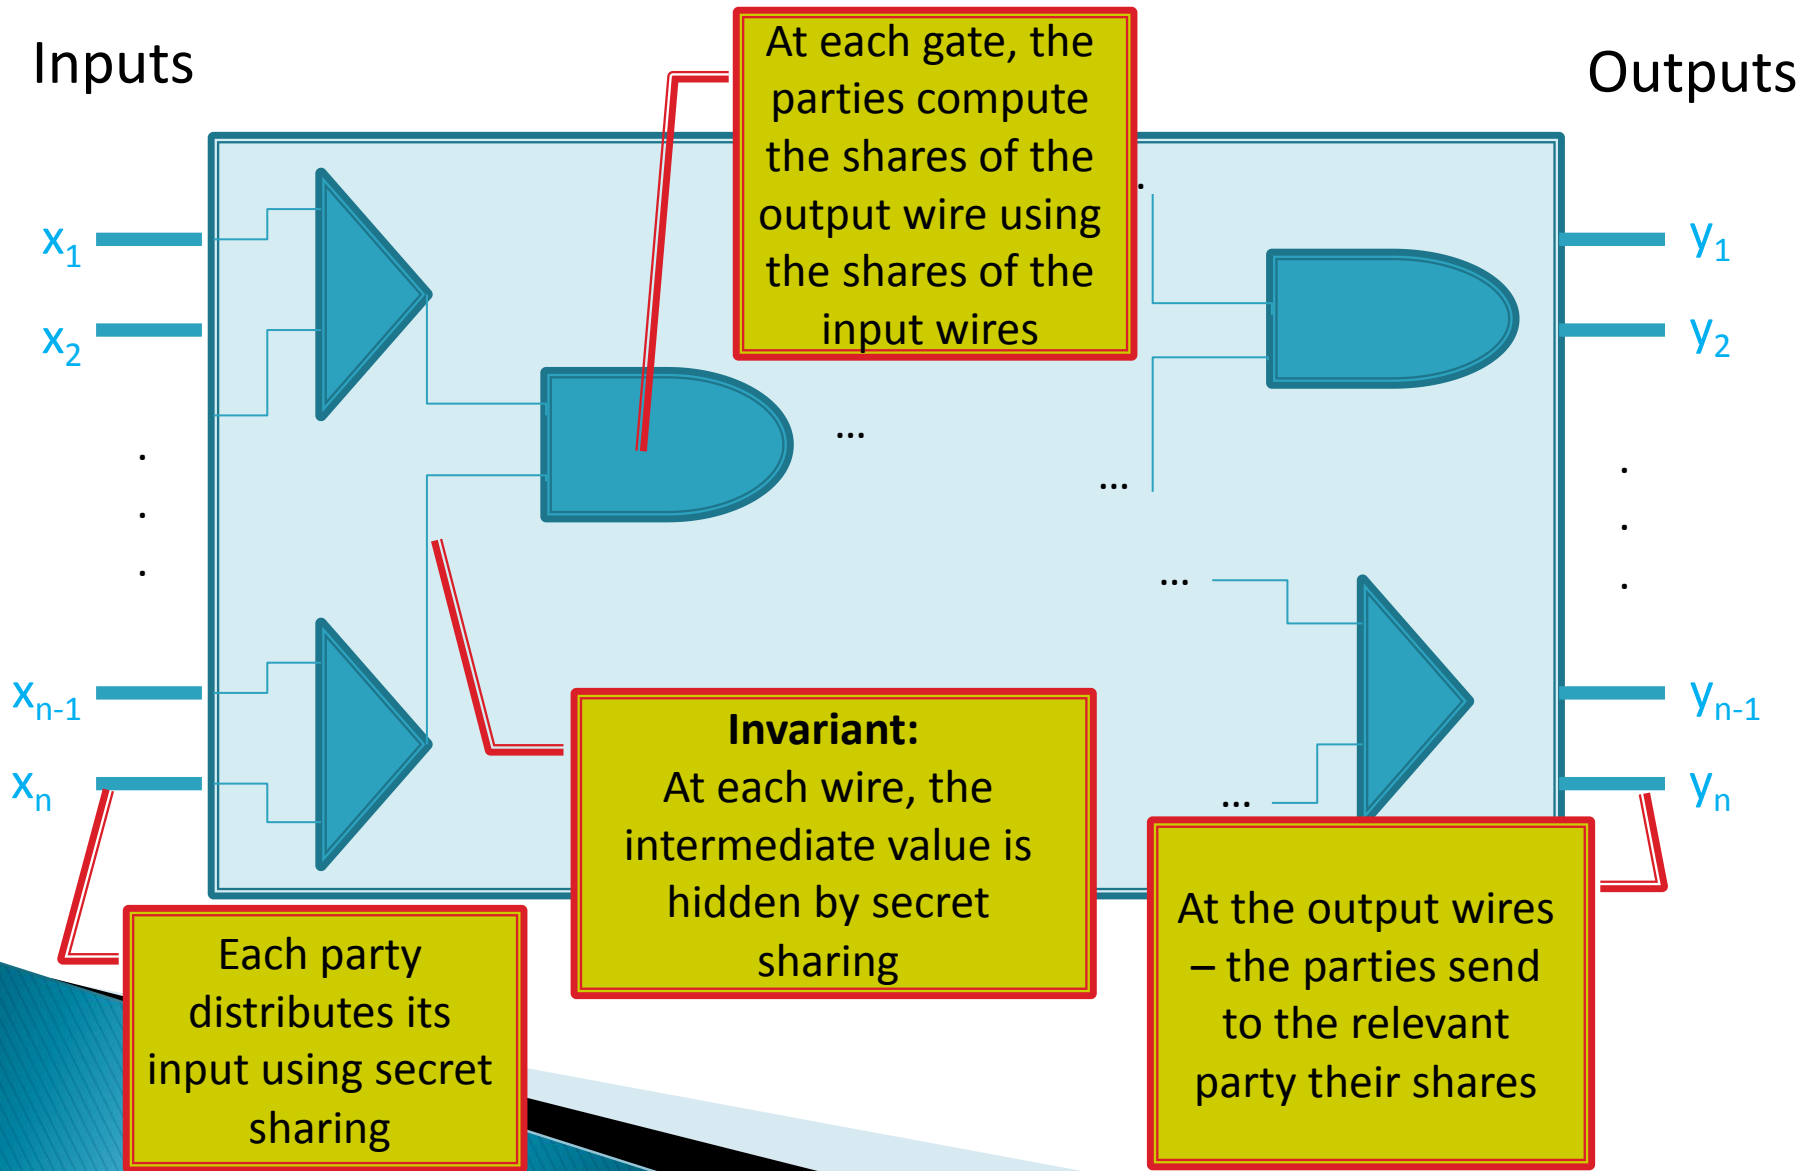 Inputs
Outputs
At each gate, the
parties compute
the shares of the
output wire using
the shares of the
input wires
x1
x2
.
.
.
xn-1
xn
...
...
...
...
.
y1
y2
.
.
.
yn-1
yn
Invariant:
At each wire, the
intermediate value is
hidden by secret
sharing
Each party
distributes its
input using secret
sharing
At the output wires
– the parties send
to the relevant
party their shares